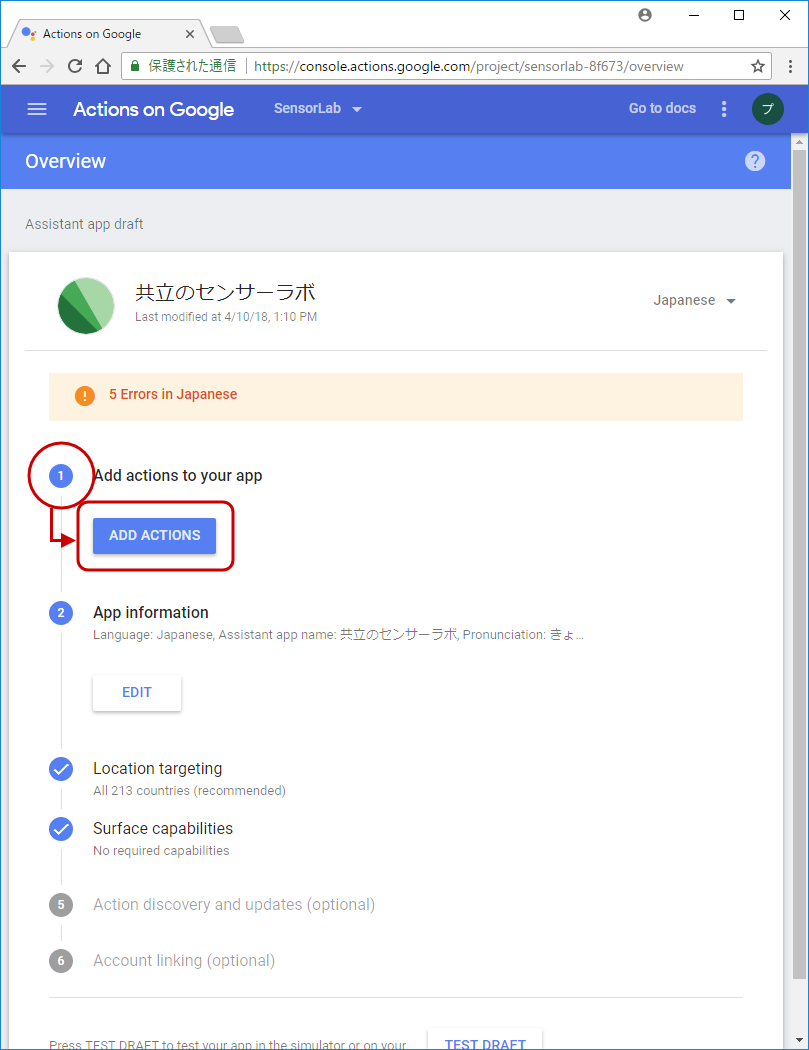 Actions on Google
保護された通信 https://console.actions.google.com/project/sensorlab-8f673/overview
Actions on Google SensorLab Go to docs プ
Overview ?
Assistant app draft
共立のセンサーラボ
Last modified at 4/10/18, 1:10 PM
Japanese
! 5 Errors in Japanese
1 Add actions to your app
ADD ACTIONS
2 App information
Language: Japanese, Assistant app name: 共立のセンサーラボ, Pronunciation: きょ...
EDIT
Location targeting
All 213 countries (recommended)
Surface capabilities
No required capabilities
5 Action discovery and updates (optional)
6 Account linking (optional)
Press TEST DRAFT to test your app in the simulator or on your
TEST DRAFT